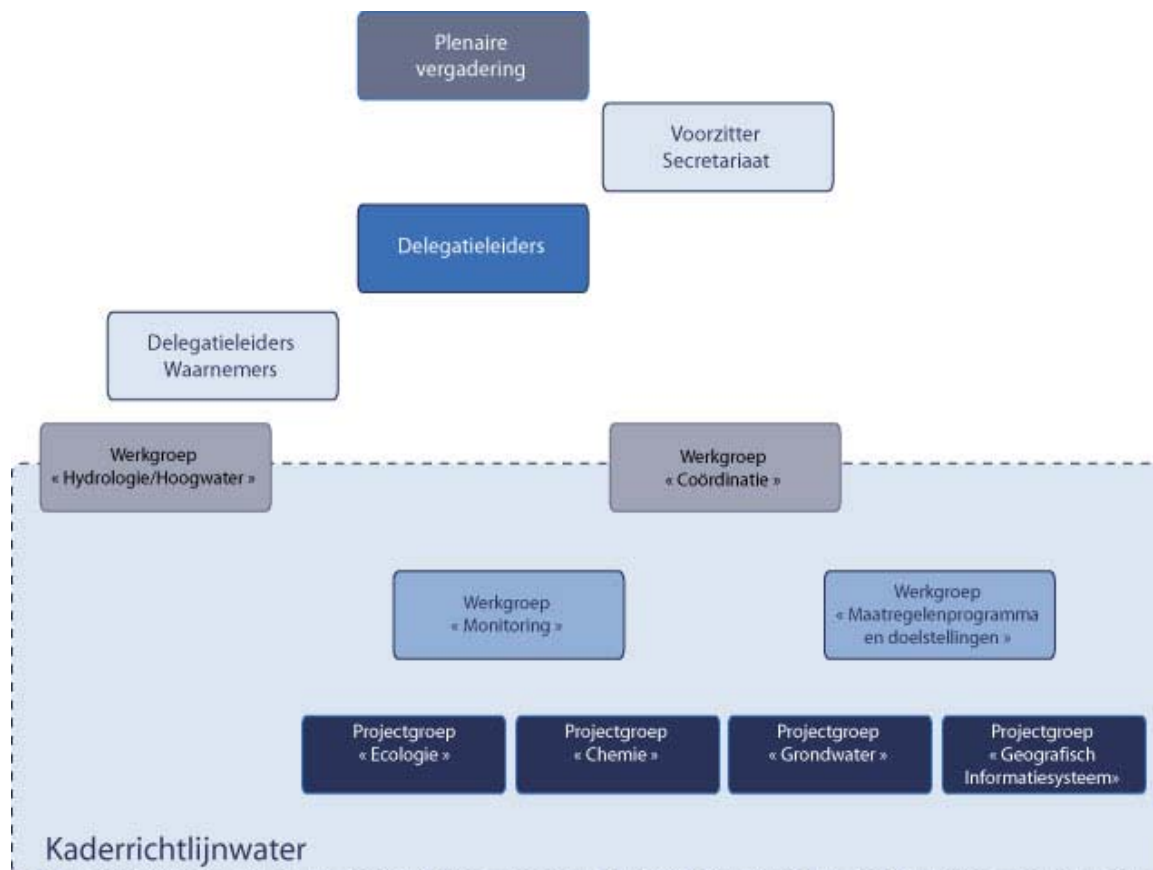 Plenaire
vergadering
Voorzitter
Secretariaat
Delegatieleiders
Delegatieleiders
Waarnemers
Werkgroep
« Hydrologie/Hoogwater »
Werkgroep
« Coördinatie »
Werkgroep
« Monitoring »
Werkgroep
« Maatregelenprogramma
en doelstellingen »
Projectgroep
« Ecologie »
Projectgroep
« Chemie »
Projectgroep
« Grondwater »
Projectgroep
« Geografisch
Informatiesysteem»
Kaderrichtlijnwater